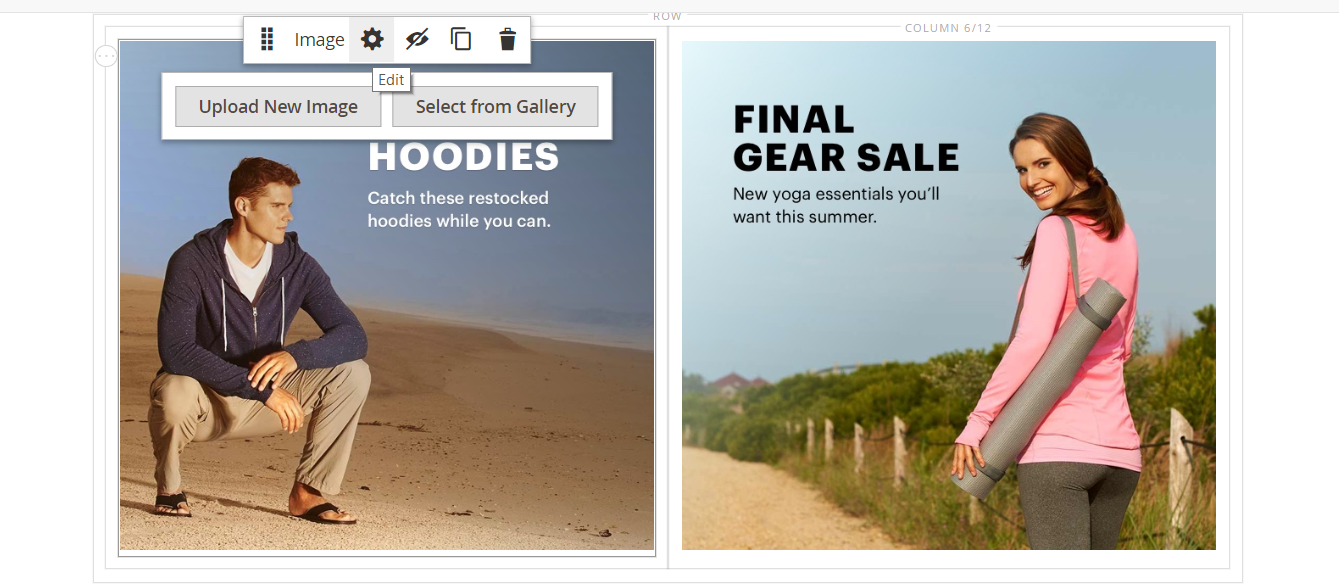 ROW
COLUMN 6/12
Image
Edit
Upload New Image
Select from Gallery
HOODIES
Catch these restocked
hoodies while you can.
FINAL
GEAR SALE
New yoga essentials you’ll
want this summer.